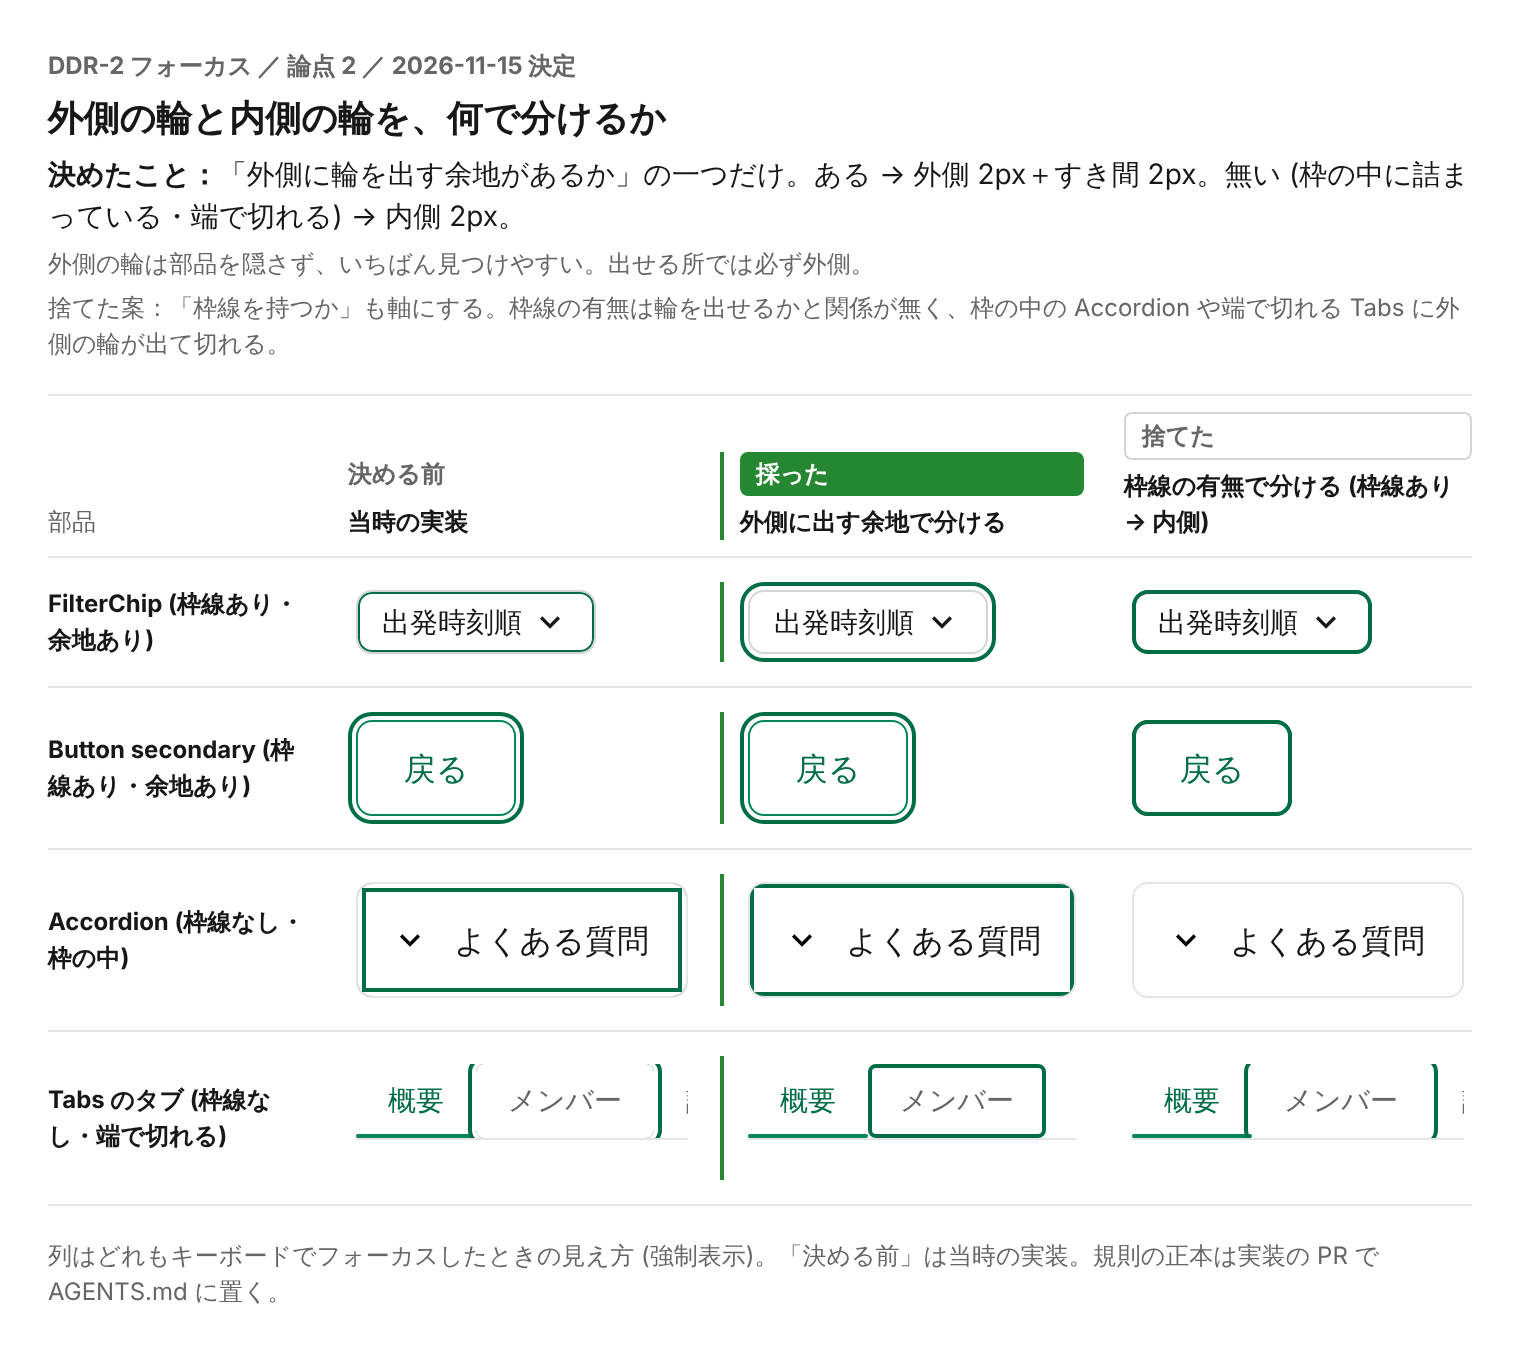 DDR-2 フォーカス ／ 論点 2 ／ 2026-11-15 決定
外側の輪と内側の輪を、何で分けるか
決めたこと：「外側に輪を出す余地があるか」の一つだけ。ある → 外側 2px＋すき間 2px。無い (枠の中に詰ま
っている・端で切れる) → 内側 2px。
外側の輪は部品を隠さず、いちばん見つけやすい。出せる所では必ず外側。
捨てた案：「枠線を持つか」も軸にする。枠線の有無は輪を出せるかと関係が無く、枠の中の Accordion や端で切れる Tabs に外
側の輪が出て切れる。
部品
決める前
当時の実装
採った
外側に出す余地で分ける
捨てた
枠線の有無で分ける (枠線あり
→ 内側)
FilterChip (枠線あり・
余地あり)
出発時刻順
出発時刻順
出発時刻順
Button secondary (枠
線あり・余地あり)
戻る
戻る
戻る
Accordion (枠線なし・
枠の中)
よくある質問
よくある質問
よくある質問
Tabs のタブ (枠線な
し・端で切れる)
概要 メンバー
概要 メンバー
概要 メンバー
列はどれもキーボードでフォーカスしたときの見え方 (強制表示)。「決める前」は当時の実装。規則の正本は実装の PR で
AGENTS.md に置く。